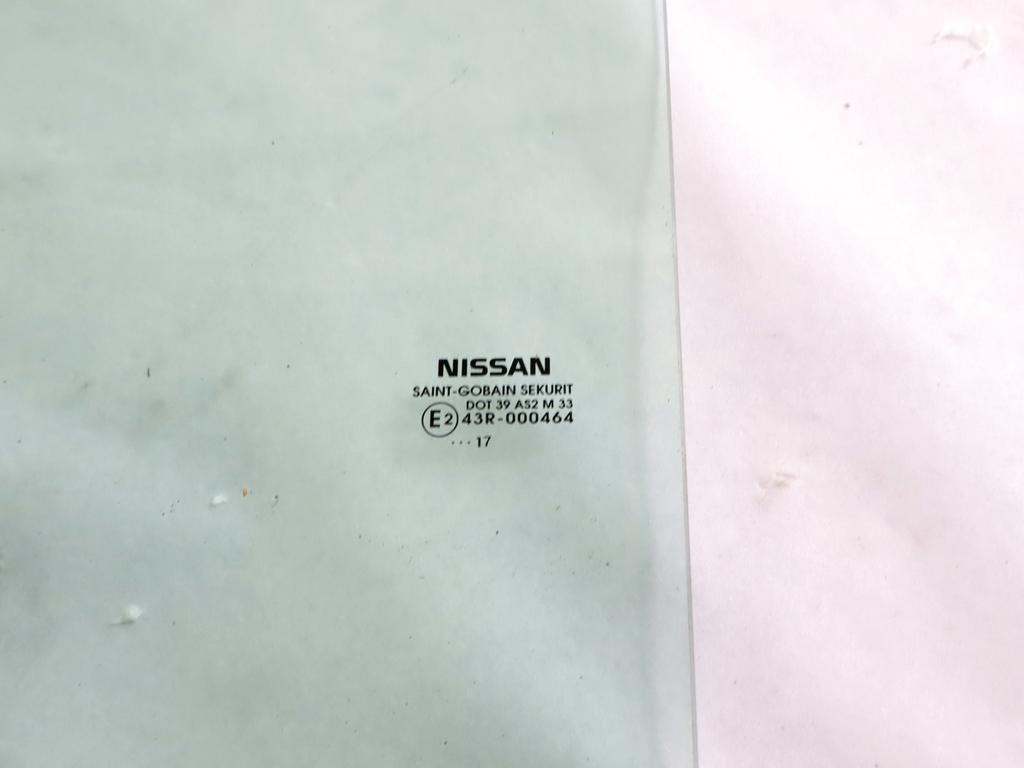 NISSAN
SAINT-GOBAIN SEKURIT
DOT 39 AS2 M 33
E2 43R-000464
... 17